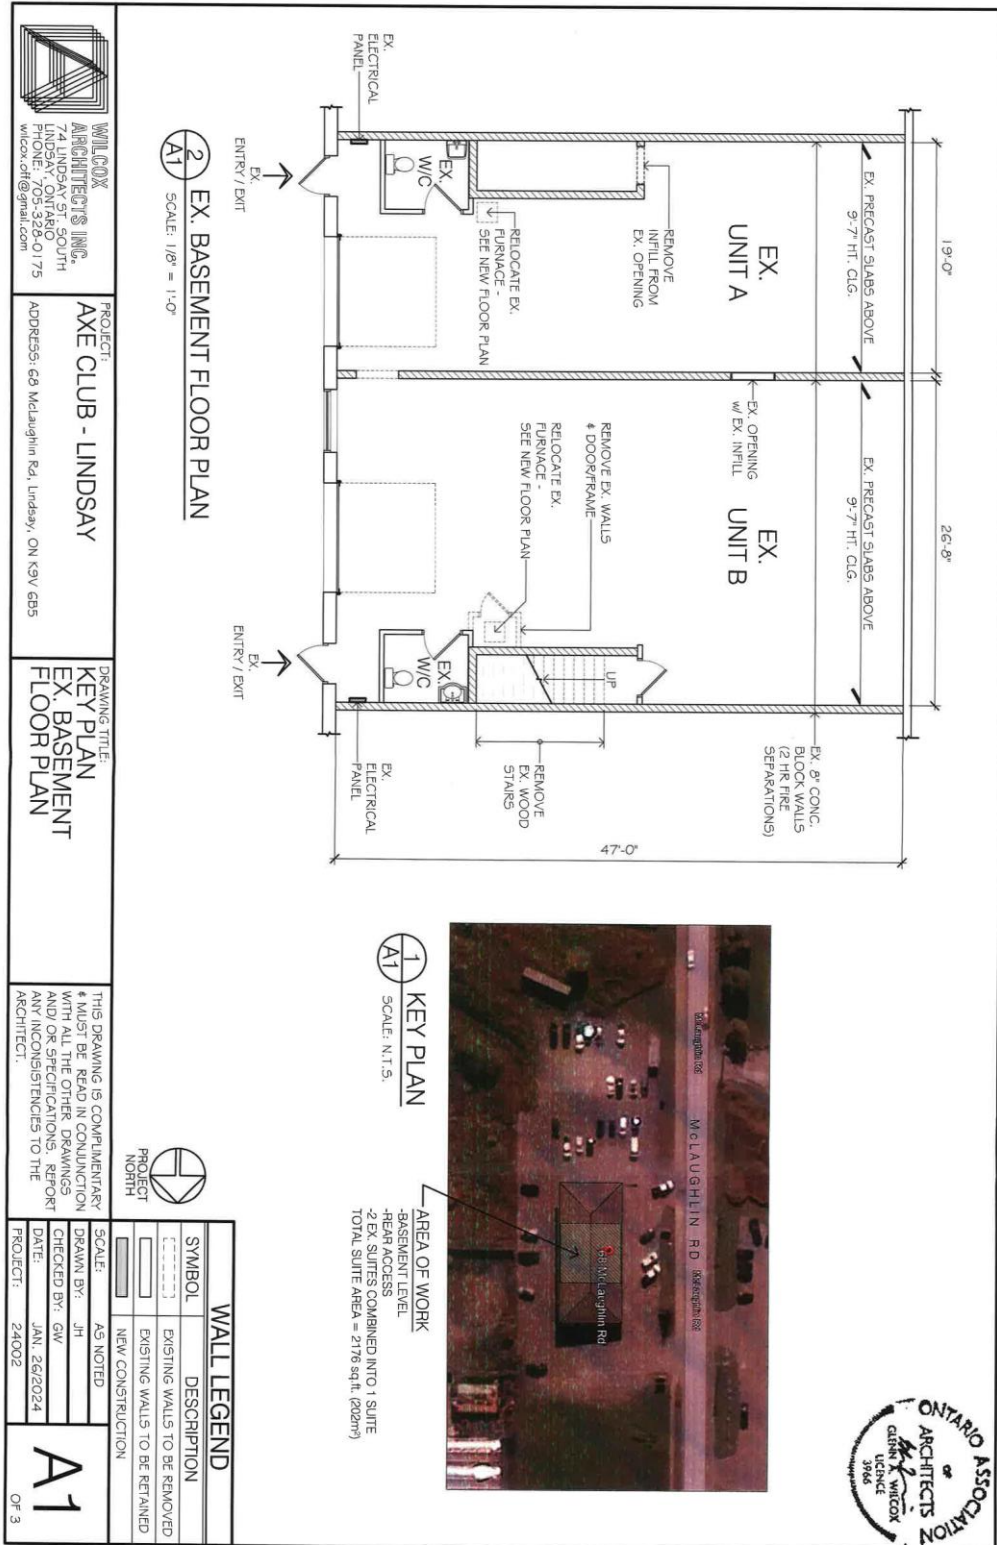 19'-0"
26'-8"
EX. PRECAST SLABS ABOVE
9'-7" HT. CLG.
EX. PRECAST SLABS ABOVE
9'-7" HT. CLG.
EX.
UNIT A
EX.
UNIT B
EX. 8" CONC.
BLOCK WALLS
(2 HR FIRE
SEPARATIONS)
REMOVE
INFILL FROM
EX. OPENING
EX. OPENING
w/ EX. INFILL
REMOVE EX. WALLS
& DOOR/FRAME
RELOCATE EX.
FURNACE -
SEE NEW FLOOR PLAN
RELOCATE EX.
FURNACE -
SEE NEW FLOOR PLAN
UP
REMOVE
EX. WOOD
STAIRS
47'-0"
EX.
W/C
EX.
W/C
EX.
ELECTRICAL
PANEL
EX.
ELECTRICAL
PANEL
EX.
ENTRY / EXIT
EX.
ENTRY / EXIT
2
A1
EX. BASEMENT FLOOR PLAN
SCALE: 1/8" = 1'-0"
McLaughlin Rd
McLAUGHLIN RD
McLaughlin Rd
68 McLaughlin Rd
1
A1
KEY PLAN
SCALE: N.T.S.
AREA OF WORK
-BASEMENT LEVEL
-REAR ACCESS
-2 EX. SUITES COMBINED INTO 1 SUITE
TOTAL SUITE AREA = 2176 sq.ft. (202m²)
ONTARIO ASSOCIATION
OF
ARCHITECTS
GLENN A. WILCOX
LICENCE
3966
PROJECT
NORTH
WALL LEGEND
SYMBOL DESCRIPTION
EXISTING WALLS TO BE REMOVED
EXISTING WALLS TO BE RETAINED
NEW CONSTRUCTION
WILCOX
ARCHITECTS INC.
74 LINDSAY ST. SOUTH
LINDSAY, ONTARIO
PHONE: 705-328-0175
wilcox.off@gmail.com
PROJECT:
AXE CLUB - LINDSAY
ADDRESS: 68 McLaughlin Rd, Lindsay, ON K9V 6B5
DRAWING TITLE:
KEY PLAN
EX. BASEMENT
FLOOR PLAN
THIS DRAWING IS COMPLIMENTARY
& MUST BE READ IN CONJUNCTION
WITH ALL THE OTHER DRAWINGS
AND/ OR SPECIFICATIONS. REPORT
ANY INCONSISTENCIES TO THE
ARCHITECT.
SCALE: AS NOTED
DRAWN BY: JH
CHECKED BY: GW
DATE: JAN. 26/2024
PROJECT: 24002
A1
OF 3